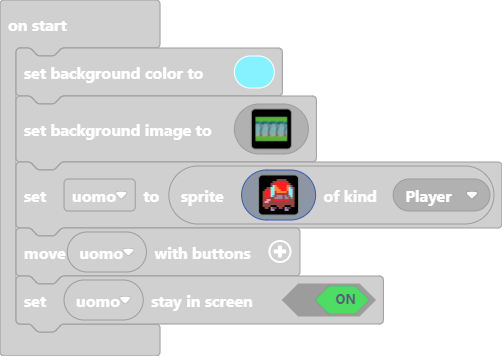 on start
set background color to
set background image to
set uomo to sprite of kind Player
move uomo with buttons
set uomo stay in screen ON